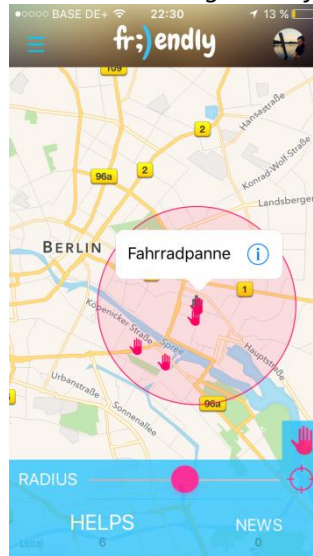 ●○○○○ BASE DE+ 22:30 13 %
fr;)endly
109
Hansastraße
2
96a
2
Konrad-Wolf-Straße
Landsberger
BERLIN
Fahrradpanne i
1
Köpenicker Straße
Spree
Hauptstraße
Urbanstraße
Sonnenallee
96a
RADIUS
HELPS NEWS
6 0